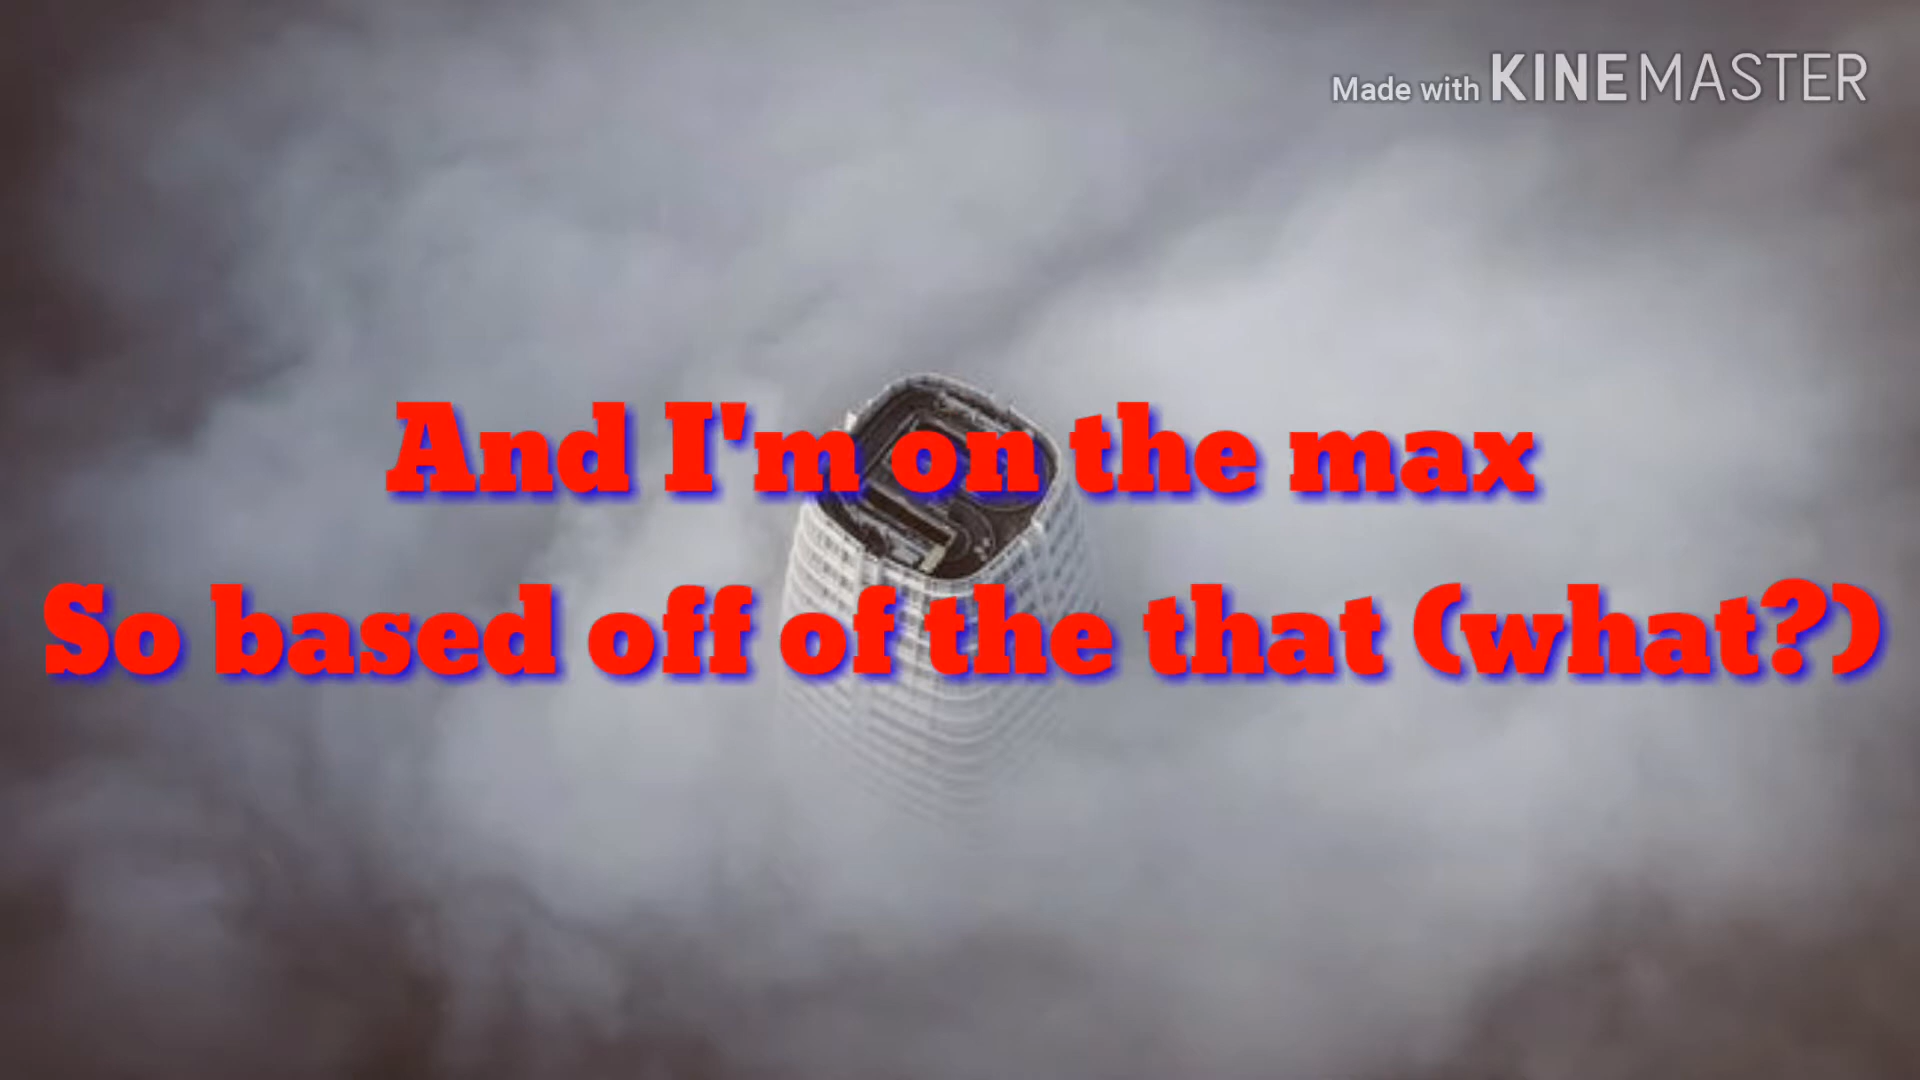 Made with KINEMASTER
And I'm on the max
So based off of the that (what?)